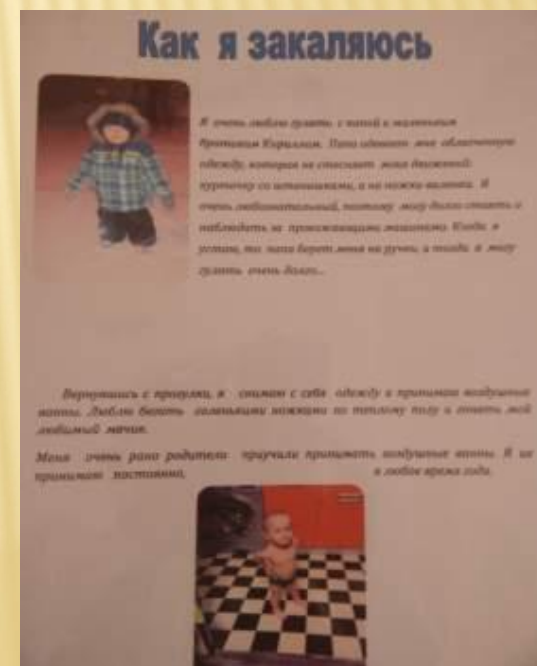 Как я закаляюсь
Я очень люблю гулять с папой и маленьким
братиком Кириллом. Папа одевает мне облегченную
одежду, которая не стесняет моих движений:
курточку со штанишками, а на ножки валенки. Я
очень любознательный, поэтому могу долго стоять и
наблюдать за проезжающими машинами. Когда я
устаю, то папа берет меня на ручки, и тогда я могу
гулять очень долго...
Вернувшись с прогулки, я снимаю с себя одежду и принимаю воздушные
ванны. Люблю бегать голенькими ножками по теплому полу и гонять мой
любимый мячик.
Меня очень рано родители приучили принимать воздушные ванны. Я их
принимаю постоянно, в любое время года.